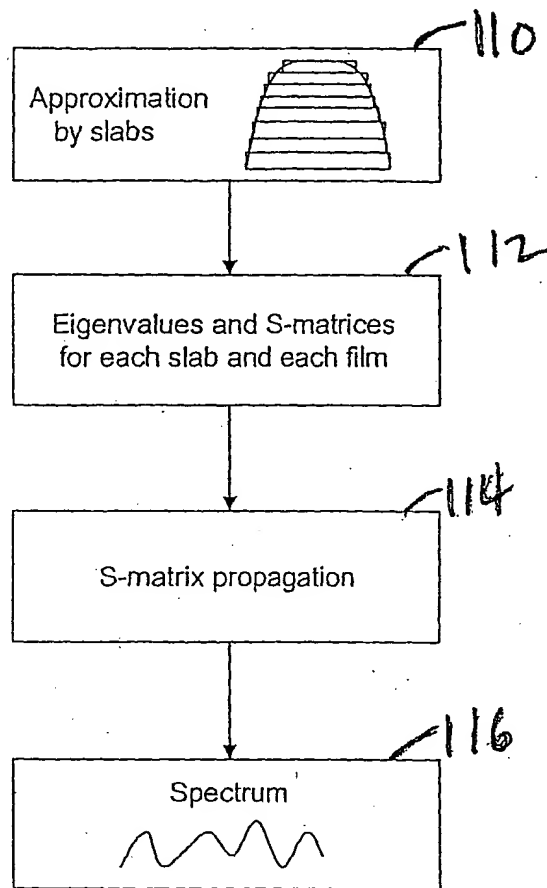 110
Approximation
by slabs
112
Eigenvalues and S-matrices
for each slab and each film
114
S-matrix propagation
116
Spectrum